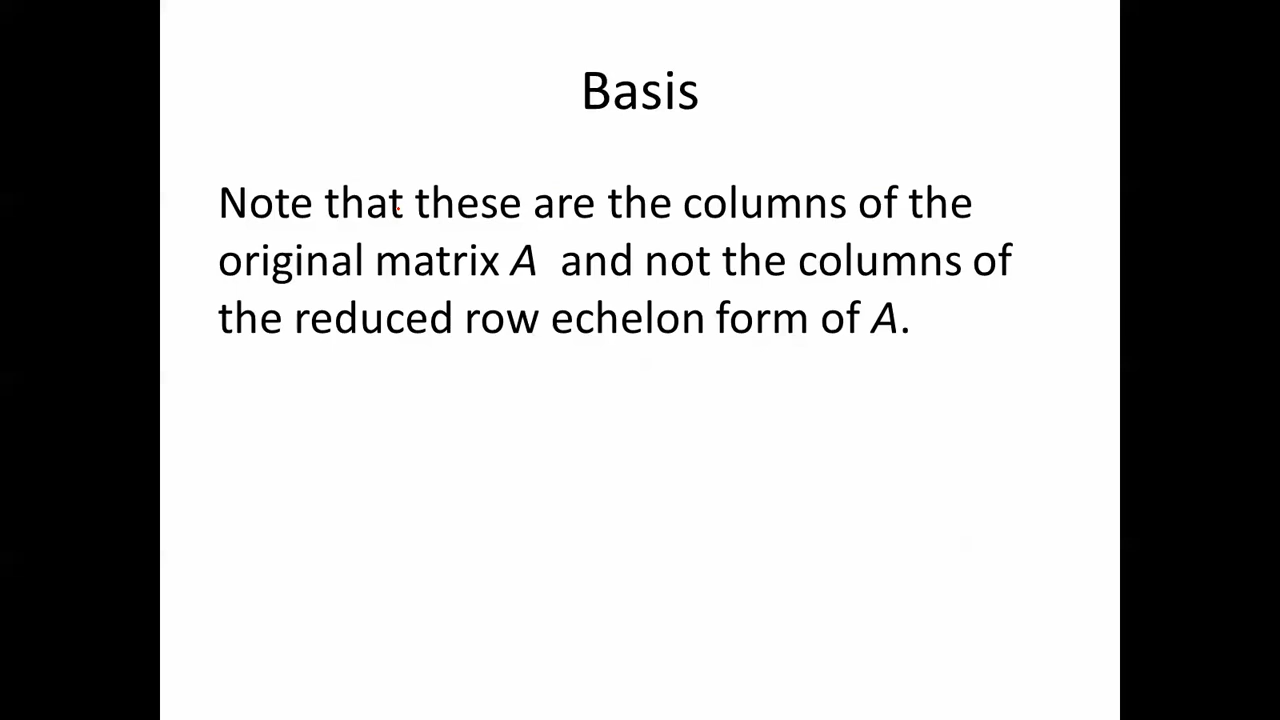 Basis
Note that these are the columns of the
original matrix A and not the columns of
the reduced row echelon form of A.